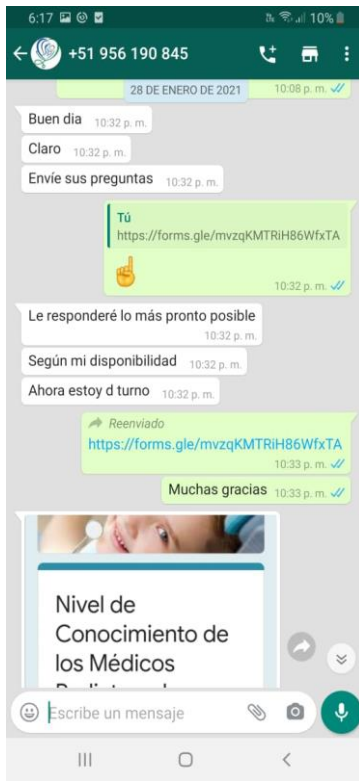 6:17 10%
+51 956 190 845
28 DE ENERO DE 2021
10:08 p. m.
Buen dia 10:32 p. m.
Claro 10:32 p. m.
Envíe sus preguntas 10:32 p. m.
Tú
https://forms.gle/mvzqKMTRiH86WfxTA
10:32 p. m.
Le responderé lo más pronto posible
10:32 p. m.
Según mi disponibilidad 10:32 p. m.
Ahora estoy d turno 10:32 p. m.
Reenviado
https://forms.gle/mvzqKMTRiH86WfxTA
10:33 p. m.
Muchas gracias 10:33 p. m.
Nivel de
Conocimiento de
los Médicos
Escribe un mensaje